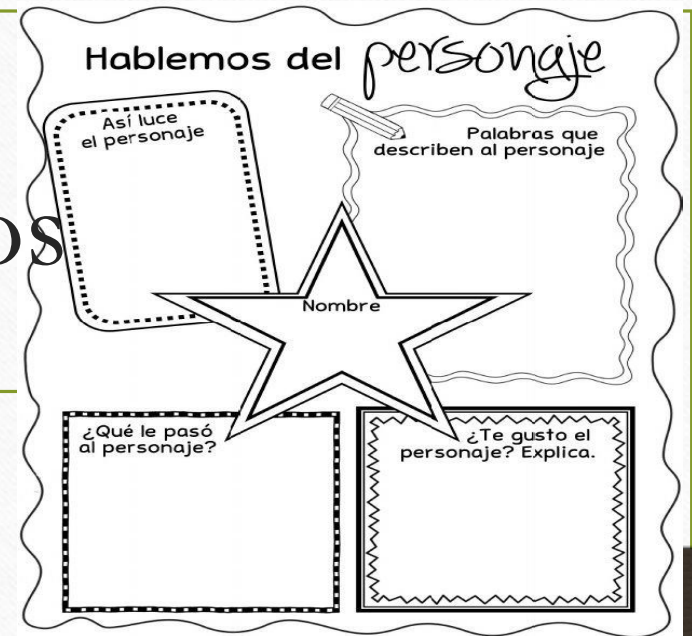 Hablemos del personaje
Así luce
el personaje
Palabras que
describen al personaje
os
Nombre
¿Qué le pasó
al personaje?
¿Te gusto el
personaje? Explica.